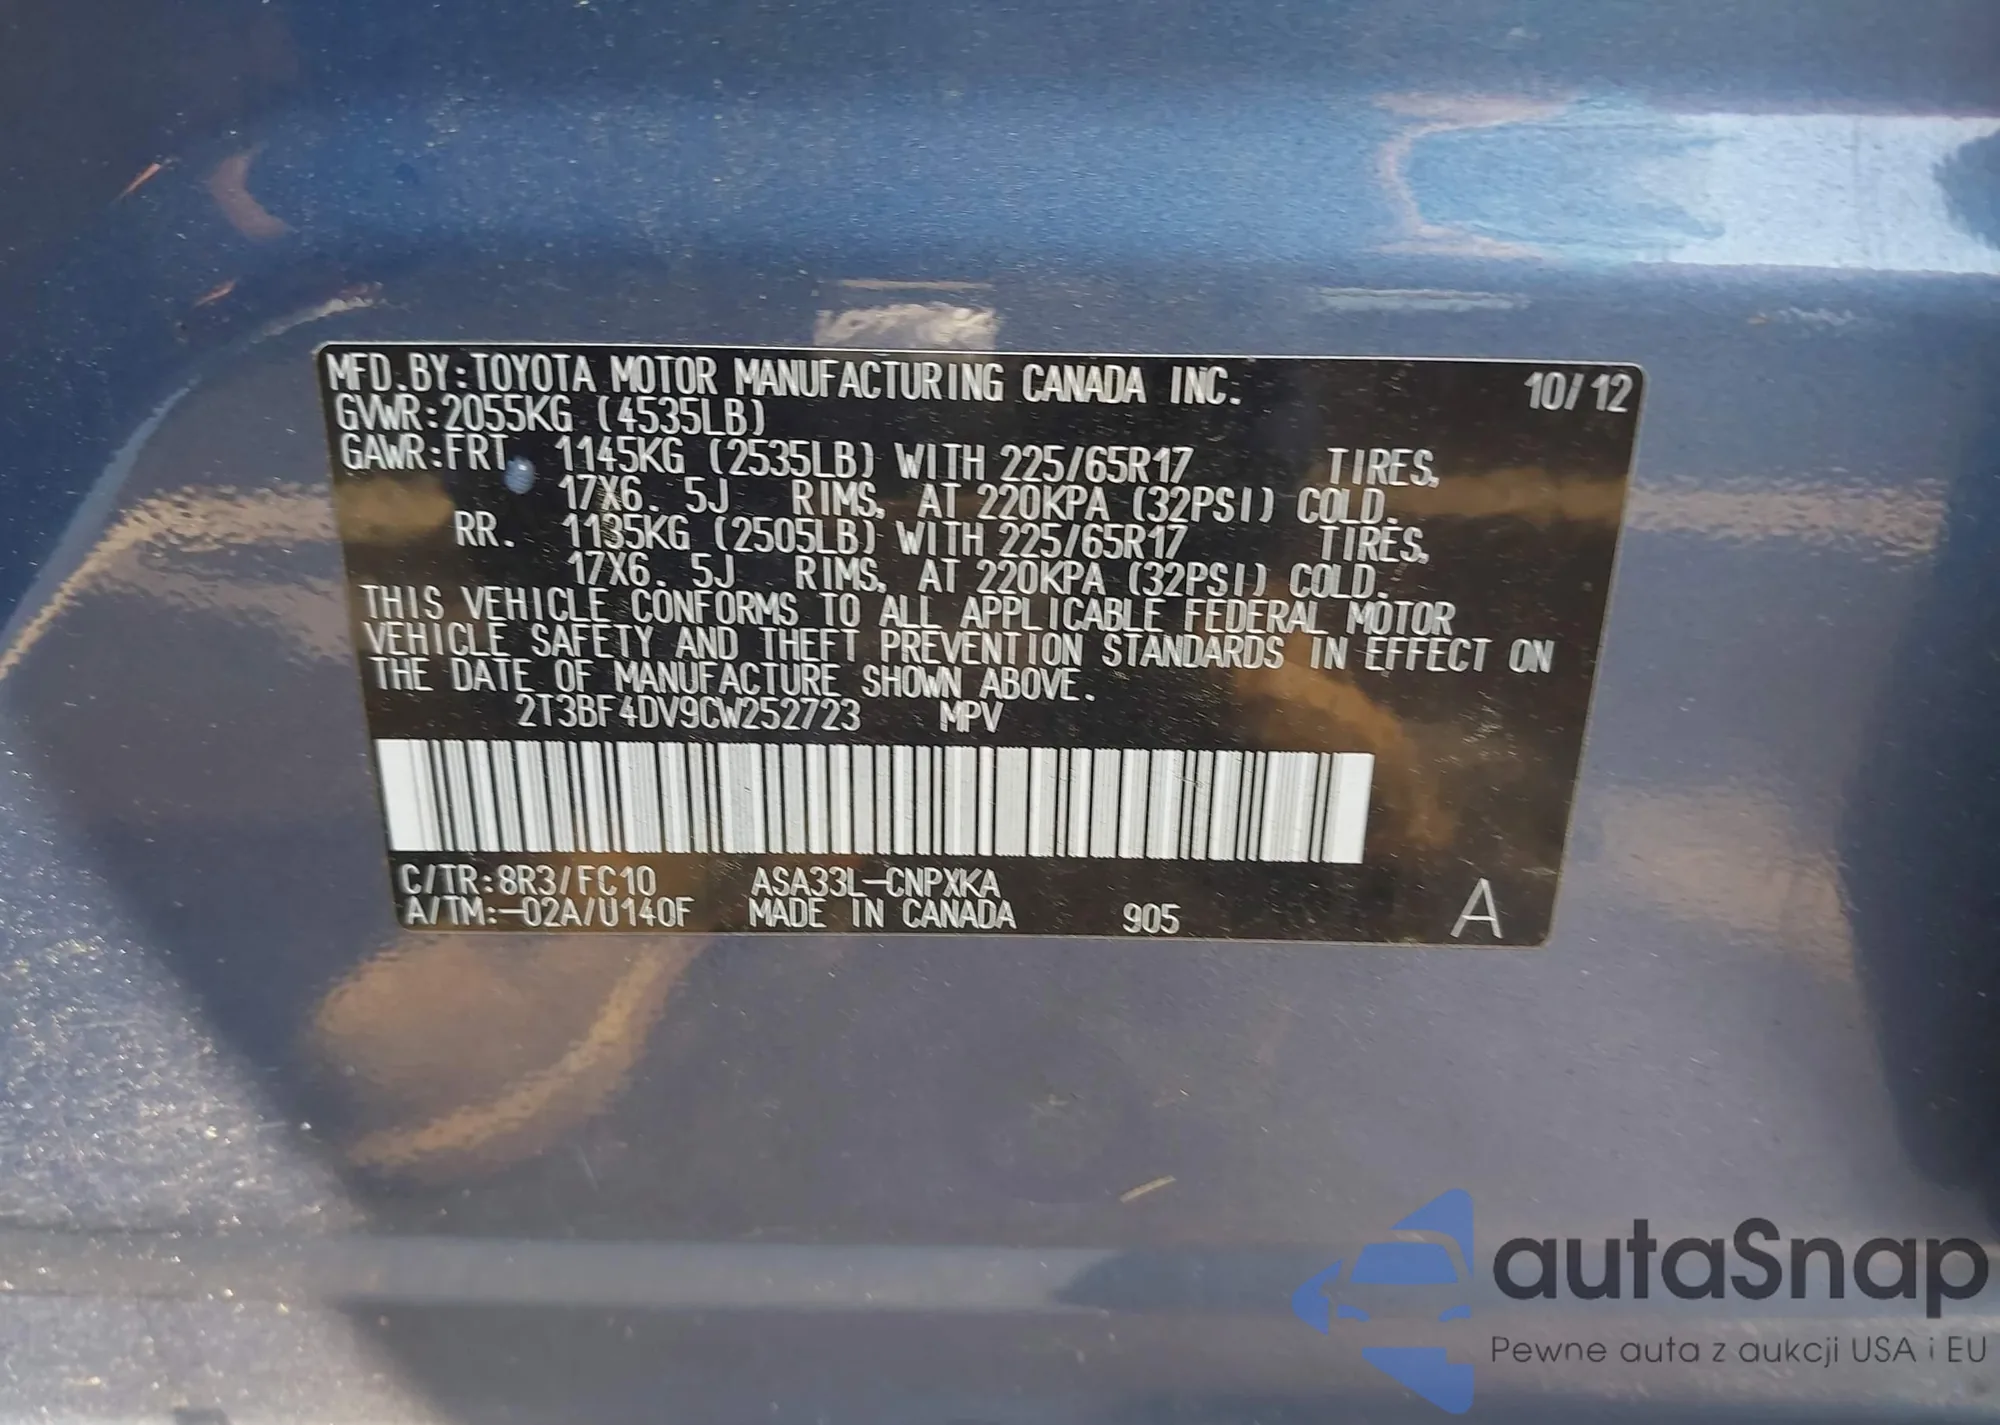 MFD.BY:TOYOTA MOTOR MANUFACTURING CANADA INC. 10/12
GVWR:2055KG (4535LB)
GAWR:FRT. 1145KG (2535LB) WITH 225/65R17 TIRES,
17X6. 5J RIMS, AT 220KPA (32PSI) COLD.
RR. 1135KG (2505LB) WITH 225/65R17 TIRES,
17X6. 5J RIMS, AT 220KPA (32PSI) COLD.
THIS VEHICLE CONFORMS TO ALL APPLICABLE FEDERAL MOTOR
VEHICLE SAFETY AND THEFT PREVENTION STANDARDS IN EFFECT ON
THE DATE OF MANUFACTURE SHOWN ABOVE.
2T3BF4DV9CW252723 MPV
C/TR:8R3/FC10 ASA33L-CNPXKA
A/TM:-02A/U140F MADE IN CANADA 905 A
autaSnap
Pewne auta z aukcji USA i EU